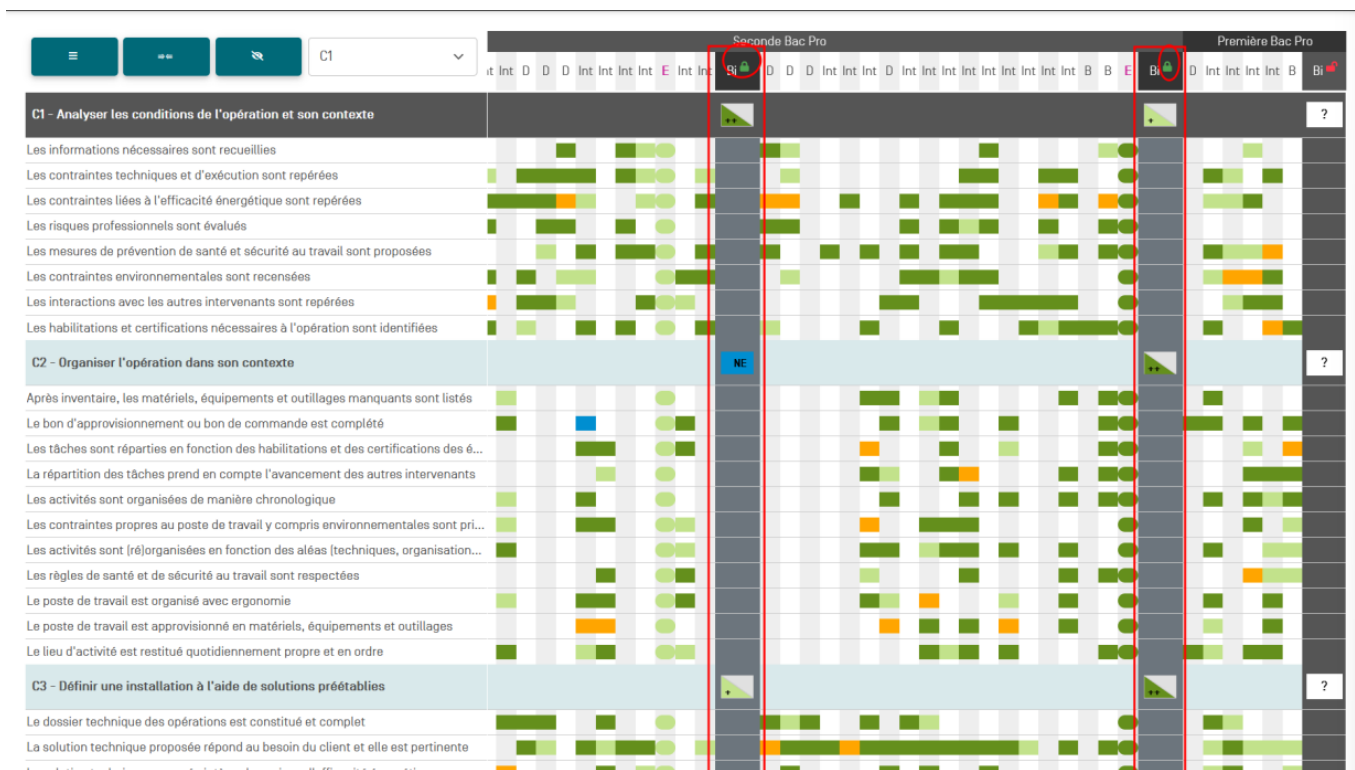 C1
Seconde Bac Pro
Première Bac Pro
t Int D D D Int Int Int Int E Int Int Bi D D D Int Int Int D Int Int Int Int Int Int Int Int Int B B E Bi D Int Int Int Int B Bi
C1 - Analyser les conditions de l'opération et son contexte ++ + ?
Les informations nécessaires sont recueillies
Les contraintes techniques et d'exécution sont repérées
Les contraintes liées à l'efficacité énergétique sont repérées
Les risques professionnels sont évalués
Les mesures de prévention de santé et sécurité au travail sont proposées
Les contraintes environnementales sont recensées
Les interactions avec les autres intervenants sont repérées
Les habilitations et certifications nécessaires à l'opération sont identifiées
C2 - Organiser l'opération dans son contexte NE ++ ?
Après inventaire, les matériels, équipements et outillages manquants sont listés
Le bon d'approvisionnement ou bon de commande est complété
Les tâches sont réparties en fonction des habilitations et des certifications des é...
La répartition des tâches prend en compte l'avancement des autres intervenants
Les activités sont organisées de manière chronologique
Les contraintes propres au poste de travail y compris environnementales sont pri...
Les activités sont (ré)organisées en fonction des aléas (techniques, organisation...
Les règles de santé et de sécurité au travail sont respectées
Le poste de travail est organisé avec ergonomie
Le poste de travail est approvisionné en matériels, équipements et outillages
Le lieu d'activité est restitué quotidiennement propre et en ordre
C3 - Définir une installation à l'aide de solutions préétablies + ++ ?
Le dossier technique des opérations est constitué et complet
La solution technique proposée répond au besoin du client et elle est pertinente